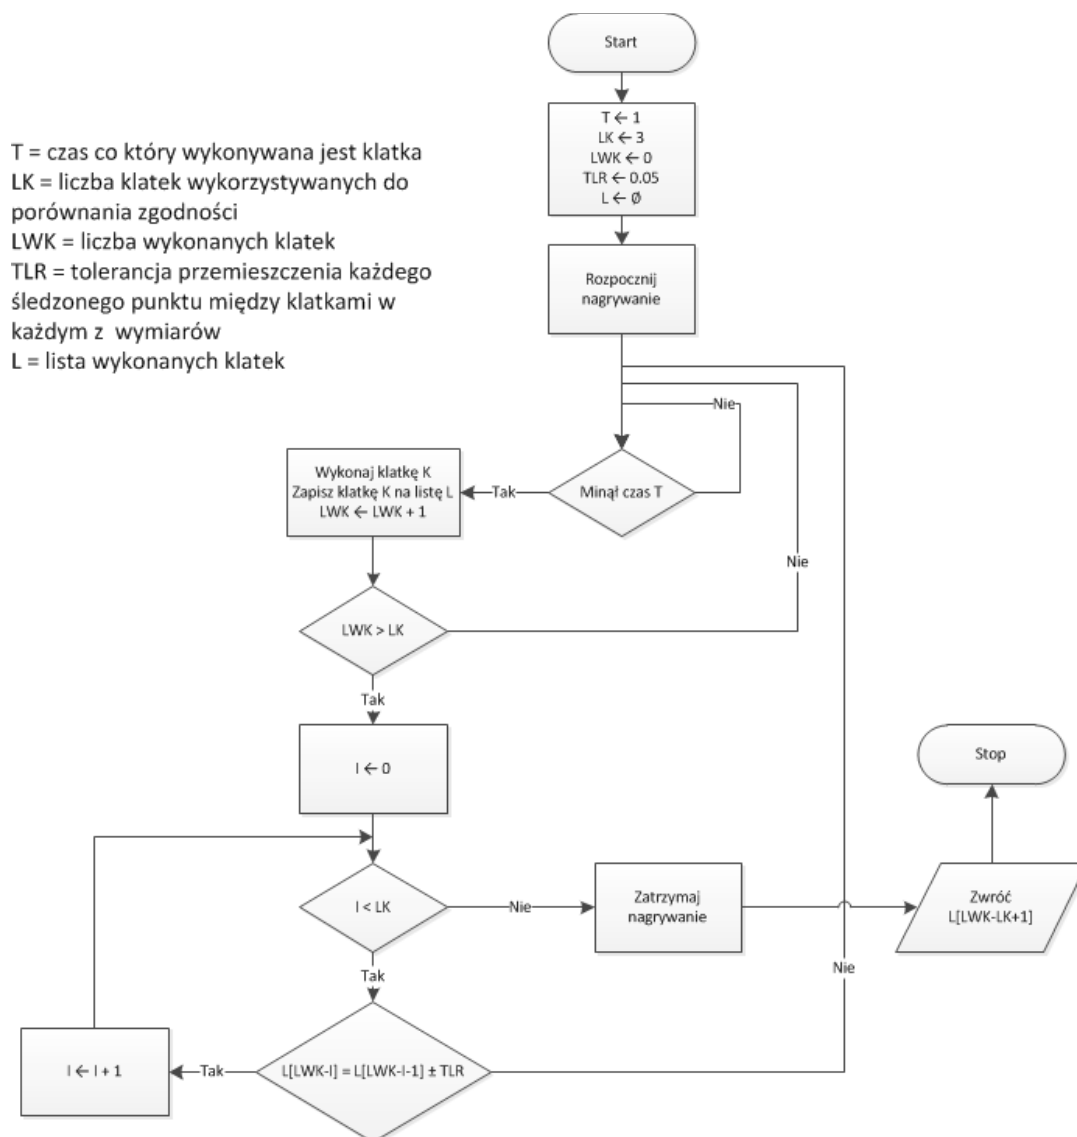 Start
T ← 1
LK ← 3
LWK ← 0
TLR ← 0.05
L ← Ø
T = czas co który wykonywana jest klatka
LK = liczba klatek wykorzystywanych do
porównania zgodności
LWK = liczba wykonanych klatek
TLR = tolerancja przemieszczenia każdego
śledzonego punktu między klatkami w
każdym z wymiarów
L = lista wykonanych klatek
Rozpocznij
nagrywanie
Nie
Minął czas T
Tak
Wykonaj klatkę K
Zapisz klatkę K na listę L
LWK ← LWK + 1
Nie
LWK > LK
Tak
I ← 0
Stop
I < LK
Nie
Zatrzymaj
nagrywanie
Zwróć
L[LWK-LK+1]
Tak
Nie
L[LWK-I] = L[LWK-I-1] ± TLR
Tak
I ← I + 1